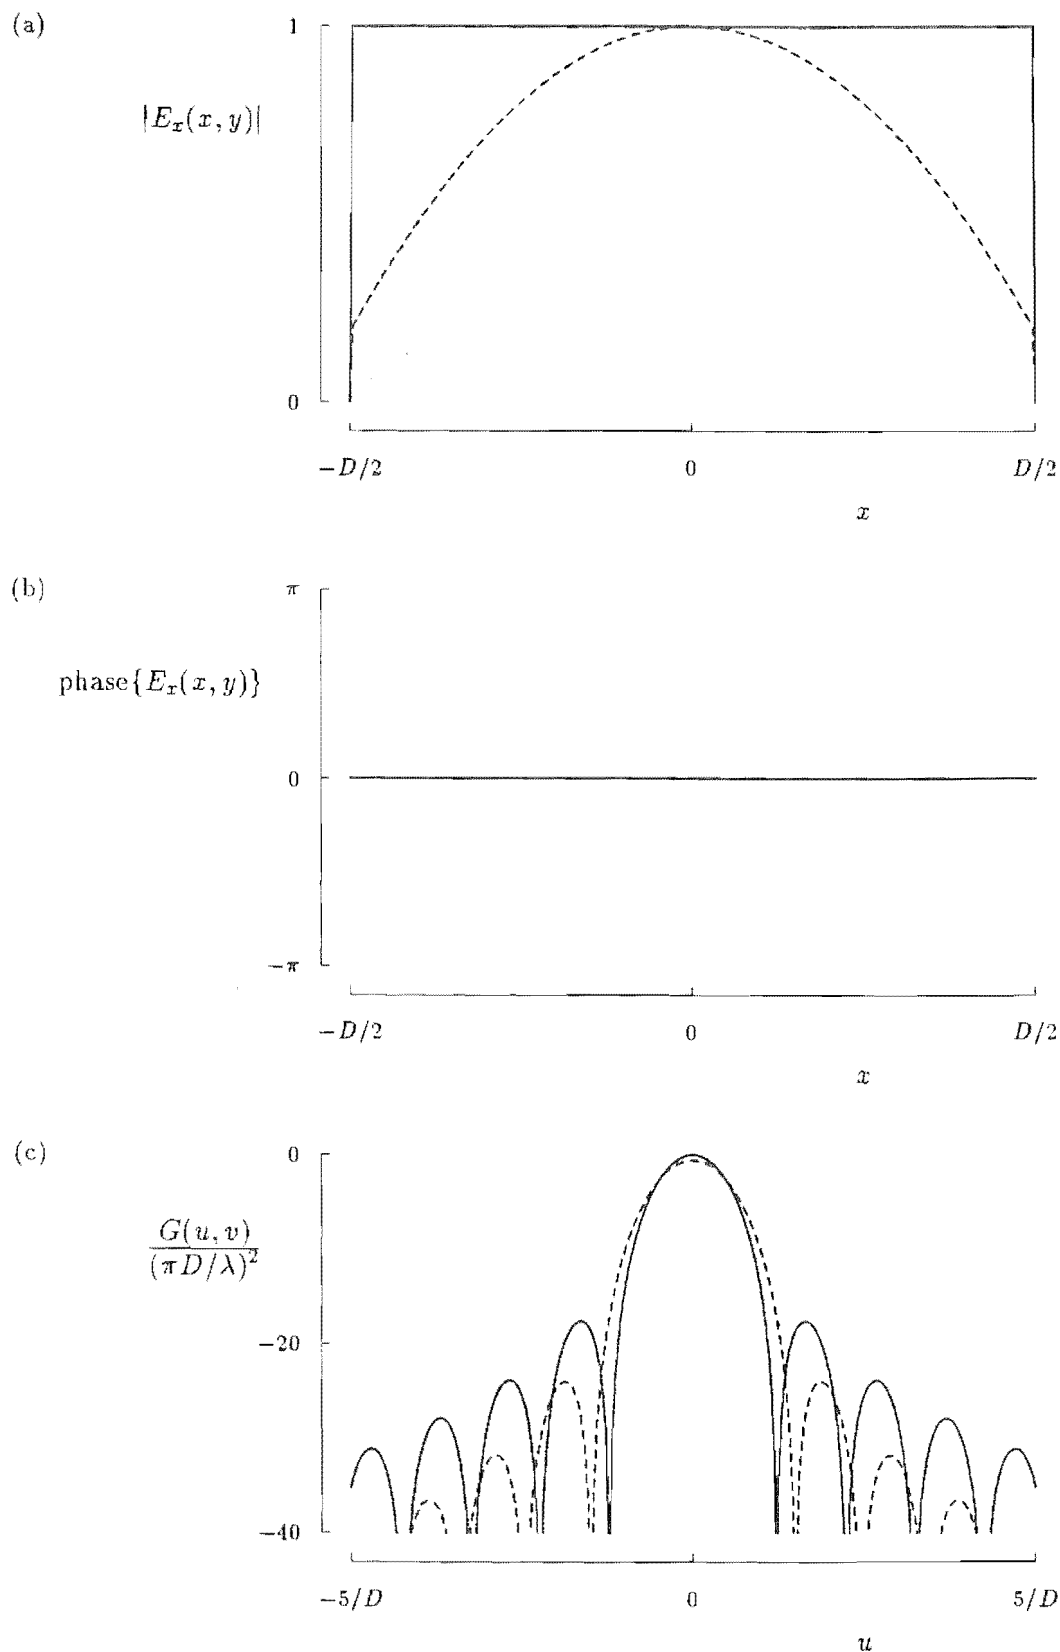 (a)
1
|E_x(x, y)|
0
−D/2 0 D/2
x
(b)
π
phase{E_x(x, y)}
0
−π
−D/2 0 D/2
x
(c)
0
G(u, v)
(πD/λ)²
−20
−40
−5/D 0 5/D
u